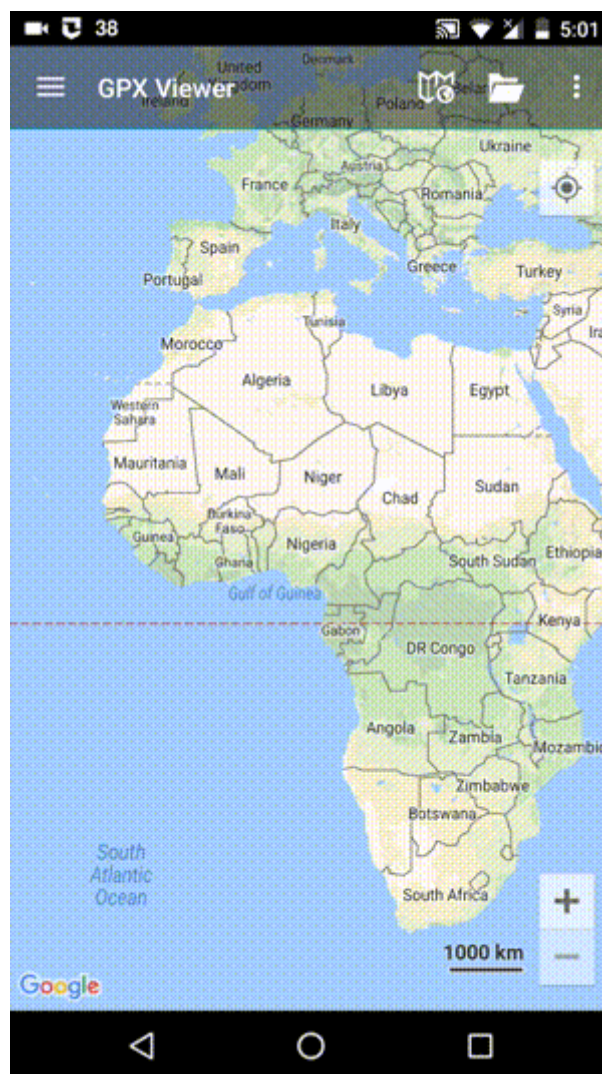 38
5:01
GPX Viewer
United
Kingdom
Denmark
Ireland
Poland
Belar
Germany
Ukraine
Austria
France
Romania
Italy
Spain
Greece
Portugal
Turkey
Syria
Tunisia
Ira
Morocco
Algeria
Libya
Egypt
Western
Sahara
Mauritania
Mali
Niger
Chad
Sudan
Burkina
Faso
Guinea
Nigeria
Ghana
South Sudan
Ethiopia
Gulf of Guinea
Gabon
Kenya
DR Congo
Tanzania
Angola
Zambia
Mozambic
Zimbabwe
Botswana
South
Atlantic
Ocean
South Africa
1000 km
Google